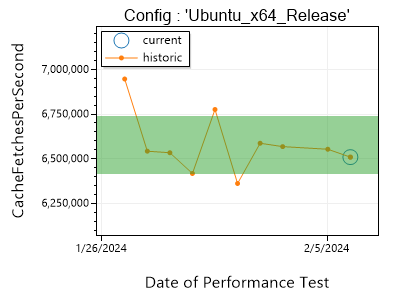 Config : 'Ubuntu_x64_Release'
current
historic
CacheFetchesPerSecond
7,000,000
6,750,000
6,500,000
6,250,000
1/26/2024
2/5/2024
Date of Performance Test